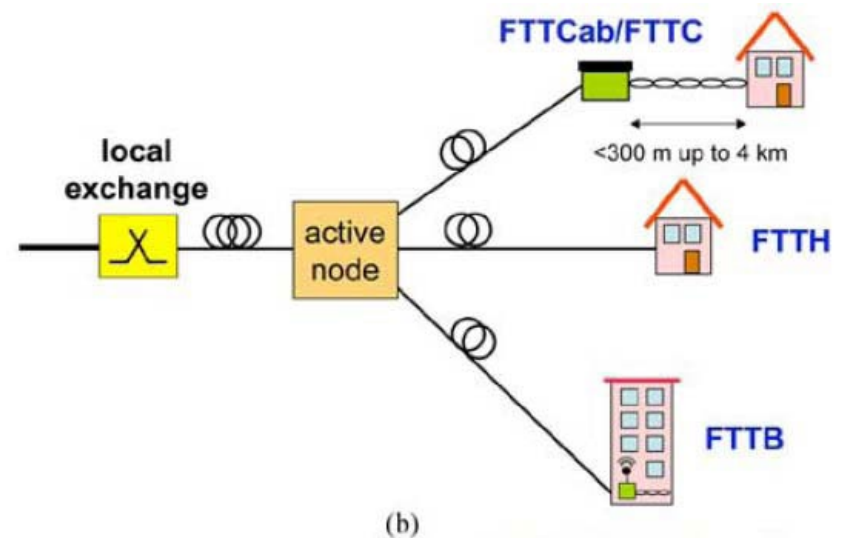 FTTCab/FTTC
<300 m up to 4 km
local
exchange
active
node
FTTH
FTTB
(b)